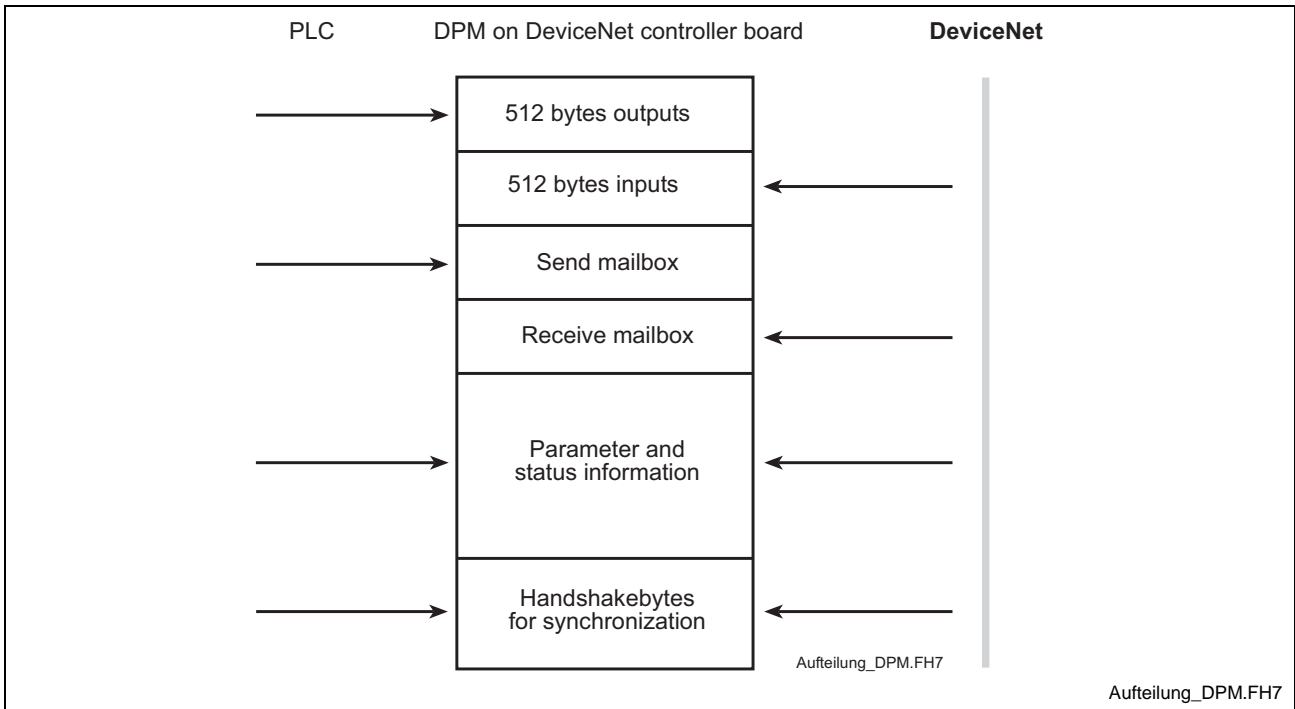 PLC DPM on DeviceNet controller board DeviceNet
512 bytes outputs
512 bytes inputs
Send mailbox
Receive mailbox
Parameter and
status information
Handshakebytes
for synchronization
Aufteilung_DPM.FH7
Aufteilung_DPM.FH7